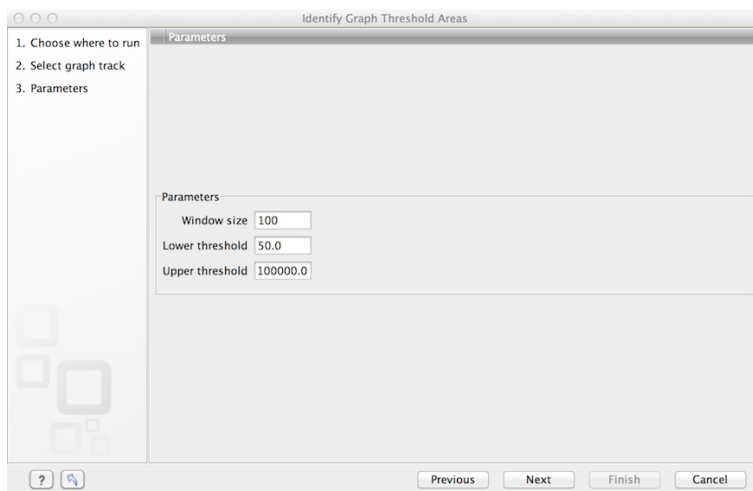 Identify Graph Threshold Areas
1. Choose where to run
2. Select graph track
3. Parameters
Parameters
Parameters
Window size 100
Lower threshold 50.0
Upper threshold 100000.0
? Previous Next Finish Cancel